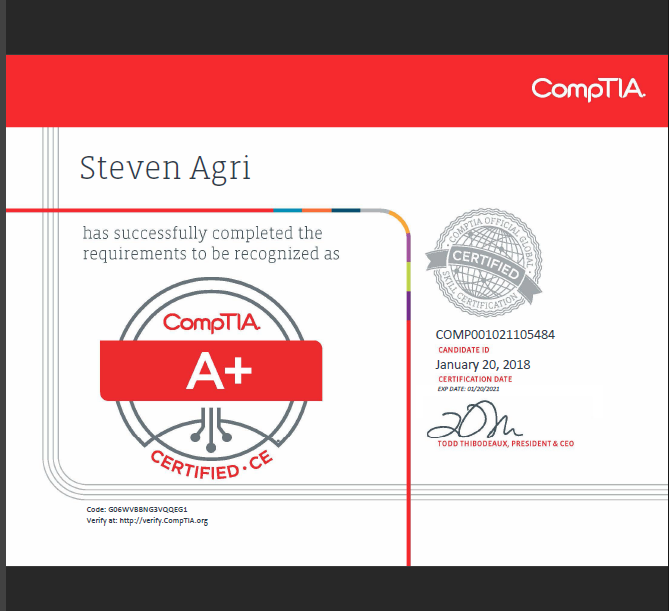 CompTIA.
Steven Agri
has successfully completed the
requirements to be recognized as
CompTIA.
A+
CERTIFIED • CE
COMPTIA OFFICIAL GLOBAL
CERTIFIED
SKILL CERTIFICATION
COMP001021105484
CANDIDATE ID
January 20, 2018
CERTIFICATION DATE
EXP DATE: 01/20/2021
TODD THIBODEAUX, PRESIDENT & CEO
Code: G06WVBBNG3VQQEG1
Verify at: http://verify.CompTIA.org